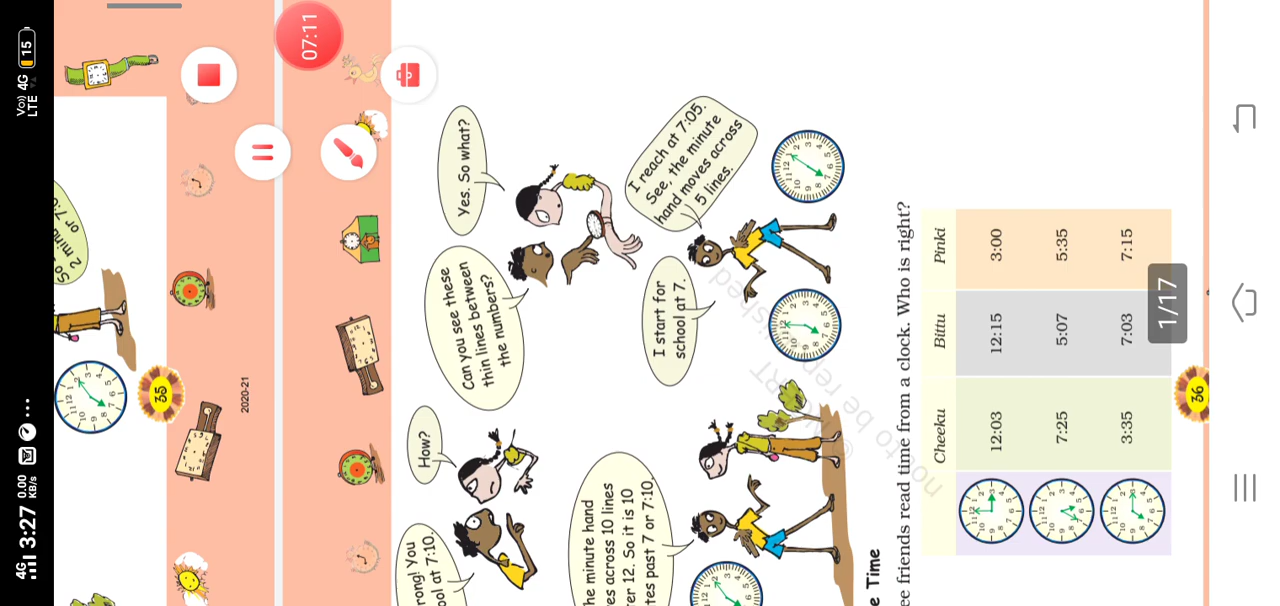 4G 3:27 0.00 KB/s
Vo)) 4G LTE 15
07:11
35
2020-21
rong! You
ool at 7:10.
How?
Can you see these
thin lines between
the numbers?
Yes. So what?
he minute hand
es across 10 lines
er 12. So it is 10
tes past 7 or 7:10.
I start for
school at 7.
I reach at 7:05.
See, the minute
hand moves across
5 lines.
e Time
ee friends read time from a clock. Who is right?
Cheeku Bittu Pinki
12:03 12:15 3:00
7:25 5:07 5:35
3:35 7:03 7:15
1/17
36